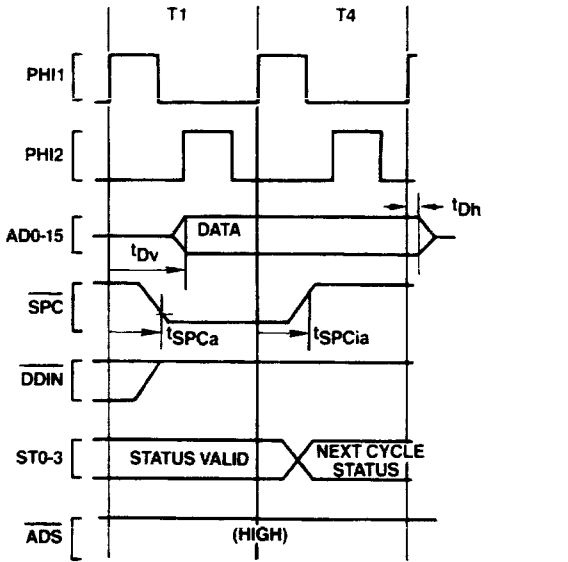 T1 T4
PHI1
PHI2
tDh
AD0-15 DATA
tDv
SPC
tSPCa tSPCia
DDIN
ST0-3 STATUS VALID NEXT CYCLE
STATUS
ADS (HIGH)